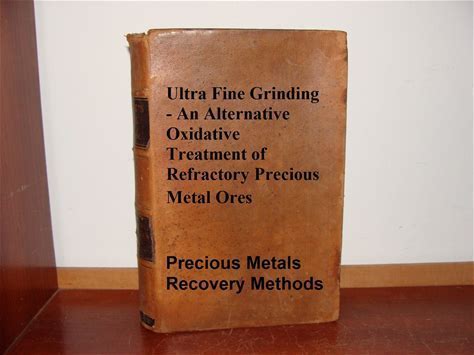 Ultra Fine Grinding
- An Alternative
Oxidative
Treatment of
Refractory Precious
Metal Ores
Precious Metals
Recovery Methods